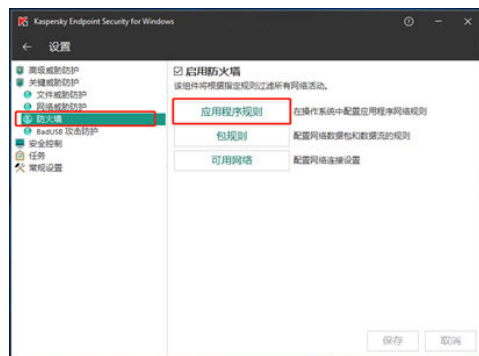 Kaspersky Endpoint Security for Windows
← 设置
高级威胁防护
关键威胁防护
文件威胁防护
网络威胁防护
防火墙
BadUSB 攻击防护
安全控制
任务
常规设置
启用防火墙
该组件将根据指定规则过滤所有网络活动。
应用程序规则 在操作系统中配置应用程序网络规则
包规则 配置网络数据包和数据流的规则
可用网络 配置网络连接设置
保存 取消